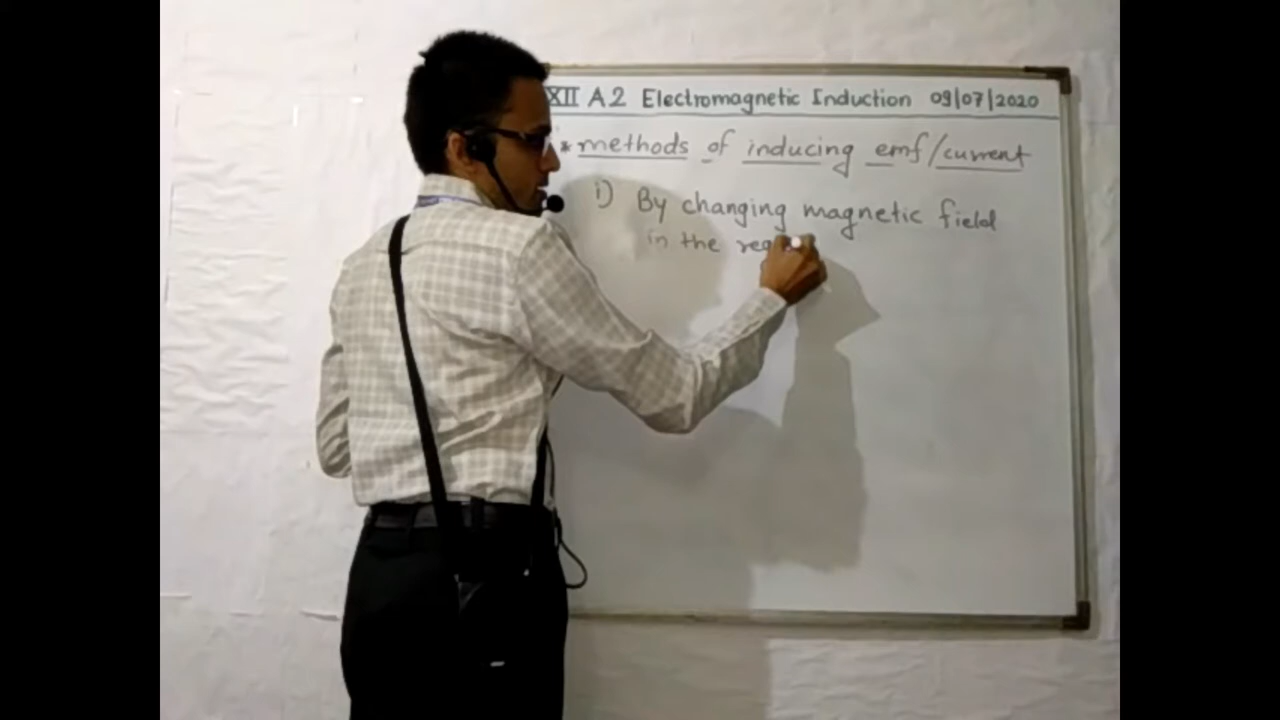 XII A2 Electromagnetic Induction 09/07/2020
* methods of inducing emf/current
i) By changing magnetic field
in the